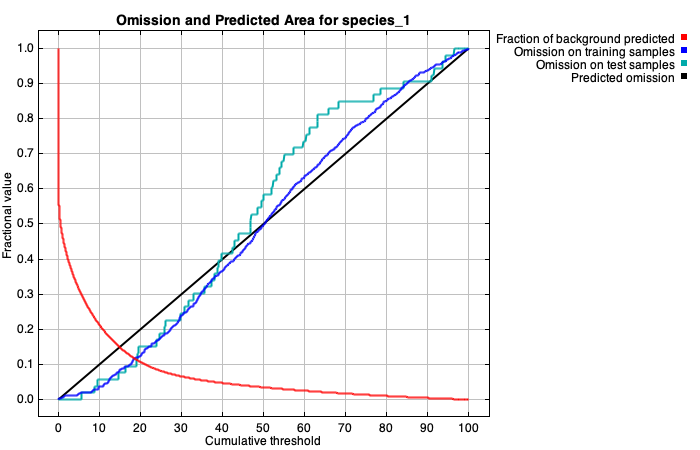 Omission and Predicted Area for species_1
Fraction of background predicted
Omission on training samples
Omission on test samples
Predicted omission
Fractional value
1.0
0.9
0.8
0.7
0.6
0.5
0.4
0.3
0.2
0.1
0.0
0 10 20 30 40 50 60 70 80 90 100
Cumulative threshold